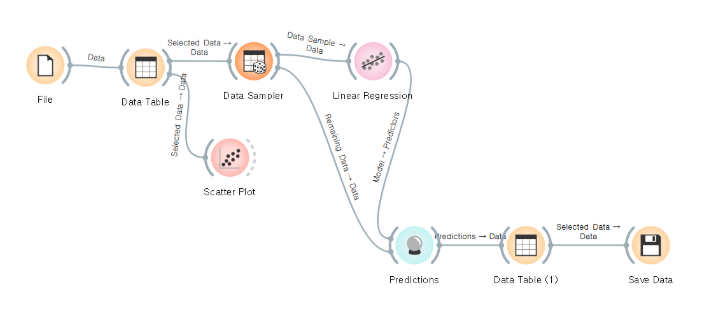 Data
File
Selected Data → Data
Data Table
Selected Data → Data
Scatter Plot
Data Sampler
Data Sample →
Data
Linear Regression
Remaining Data → Data
Model → Predictors
Predictions
Predictions → Data
Data Table (1)
Selected Data →
Data
Save Data